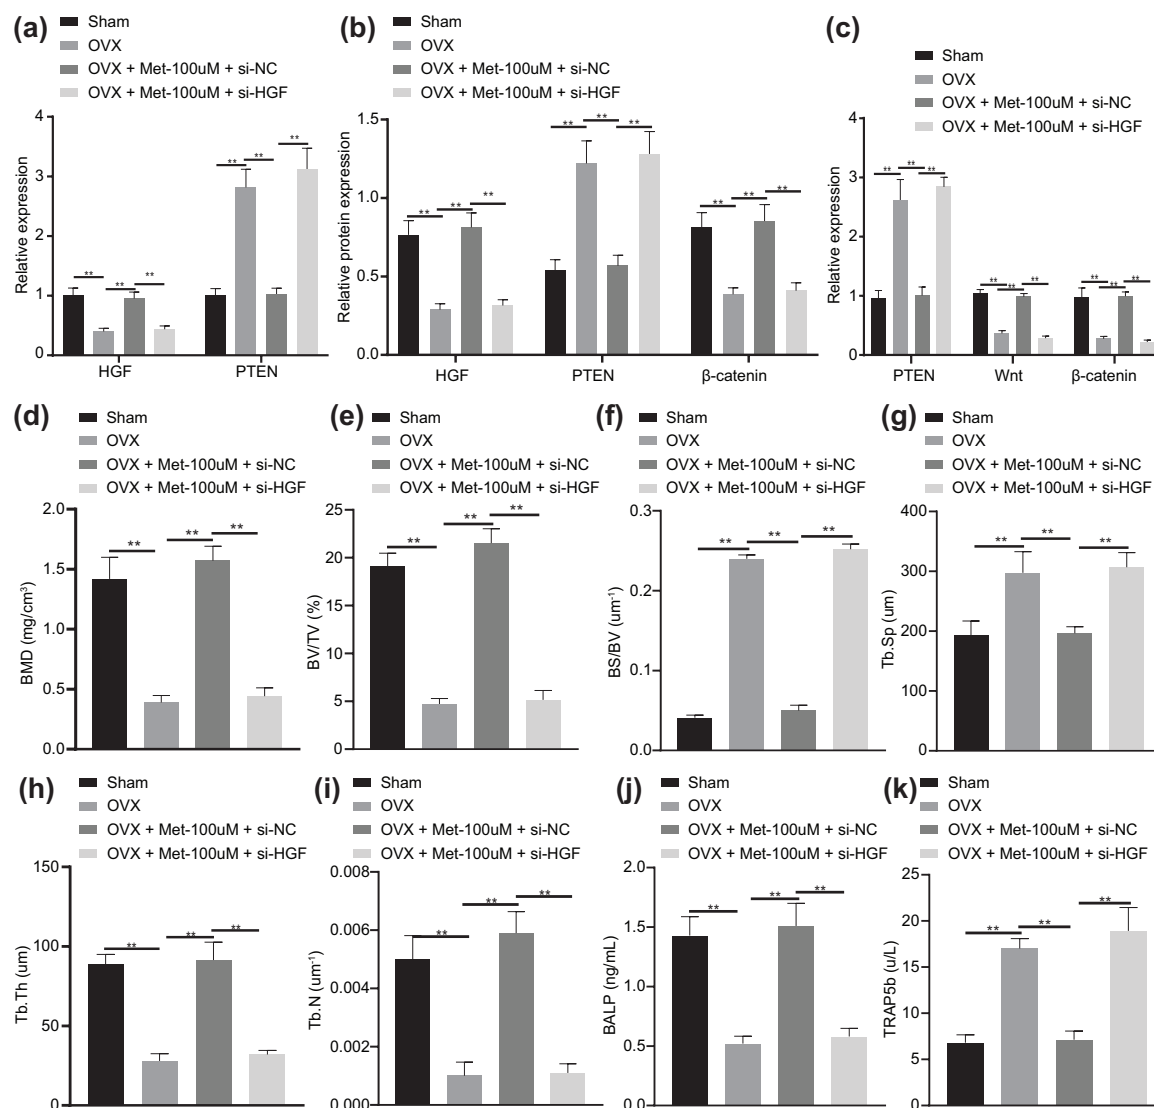 (a)
Sham
OVX
OVX + Met-100uM + si-NC
OVX + Met-100uM + si-HGF
Relative expression
4
3
2
1
0
** ** ** ** ** **
HGF PTEN
(b)
Sham
OVX
OVX + Met-100uM + si-NC
OVX + Met-100uM + si-HGF
Relative protein expression
1.5
1.0
0.5
0.0
** ** ** ** ** ** ** ** **
HGF PTEN β-catenin
(c)
Sham
OVX
OVX + Met-100uM + si-NC
OVX + Met-100uM + si-HGF
Relative expression
4
3
2
1
0
** ** ** ** ** ** ** ** **
PTEN Wnt β-catenin
(d)
Sham
OVX
OVX + Met-100uM + si-NC
OVX + Met-100uM + si-HGF
BMD (mg/cm³)
2.0
1.5
1.0
0.5
0.0
** ** **
(e)
Sham
OVX
OVX + Met-100uM + si-NC
OVX + Met-100uM + si-HGF
BV/TV (%)
25
20
15
10
5
0
** ** **
(f)
Sham
OVX
OVX + Met-100uM + si-NC
OVX + Met-100uM + si-HGF
BS/BV (um⁻¹)
0.3
0.2
0.1
0.0
** ** **
(g)
Sham
OVX
OVX + Met-100uM + si-NC
OVX + Met-100uM + si-HGF
Tb.Sp (um)
400
300
200
100
0
** ** **
(h)
Sham
OVX
OVX + Met-100uM + si-NC
OVX + Met-100uM + si-HGF
Tb.Th (um)
150
100
50
0
** ** **
(i)
Sham
OVX
OVX + Met-100uM + si-NC
OVX + Met-100uM + si-HGF
Tb.N (um⁻¹)
0.008
0.006
0.004
0.002
0.000
** ** **
(j)
Sham
OVX
OVX + Met-100uM + si-NC
OVX + Met-100uM + si-HGF
BALP (ng/mL)
2.0
1.5
1.0
0.5
0.0
** ** **
(k)
Sham
OVX
OVX + Met-100uM + si-NC
OVX + Met-100uM + si-HGF
TRAP5b (u/L)
25
20
15
10
5
0
** ** **